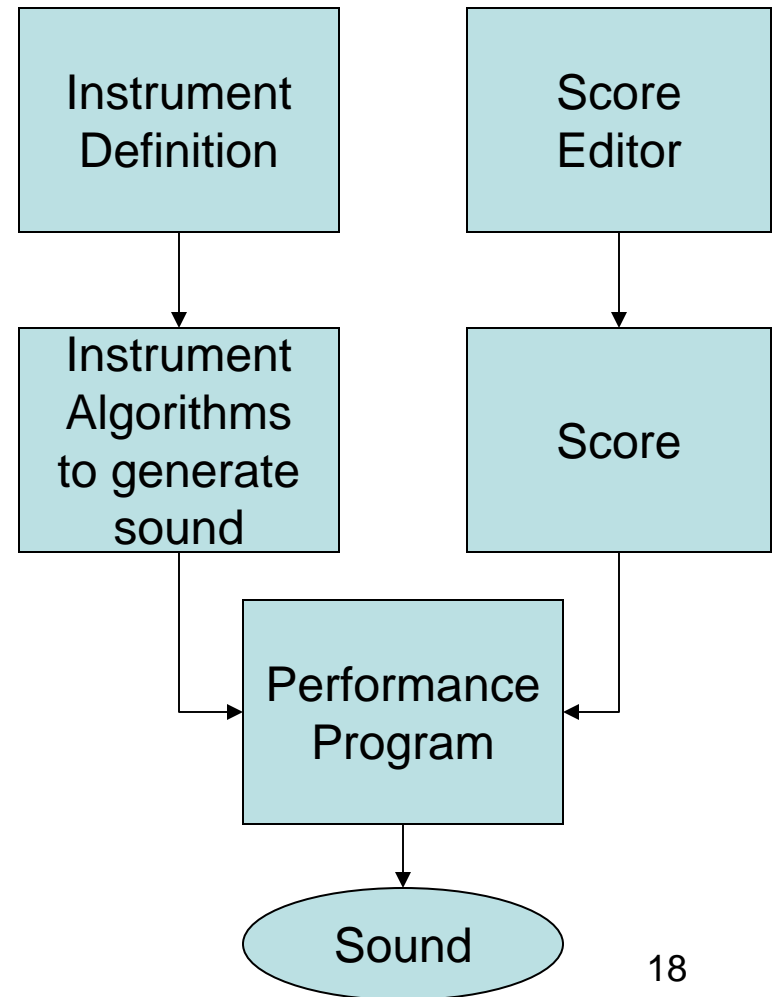 Instrument
Definition
Score
Editor
Instrument
Algorithms
to generate
sound
Score
Performance
Program
Sound
18